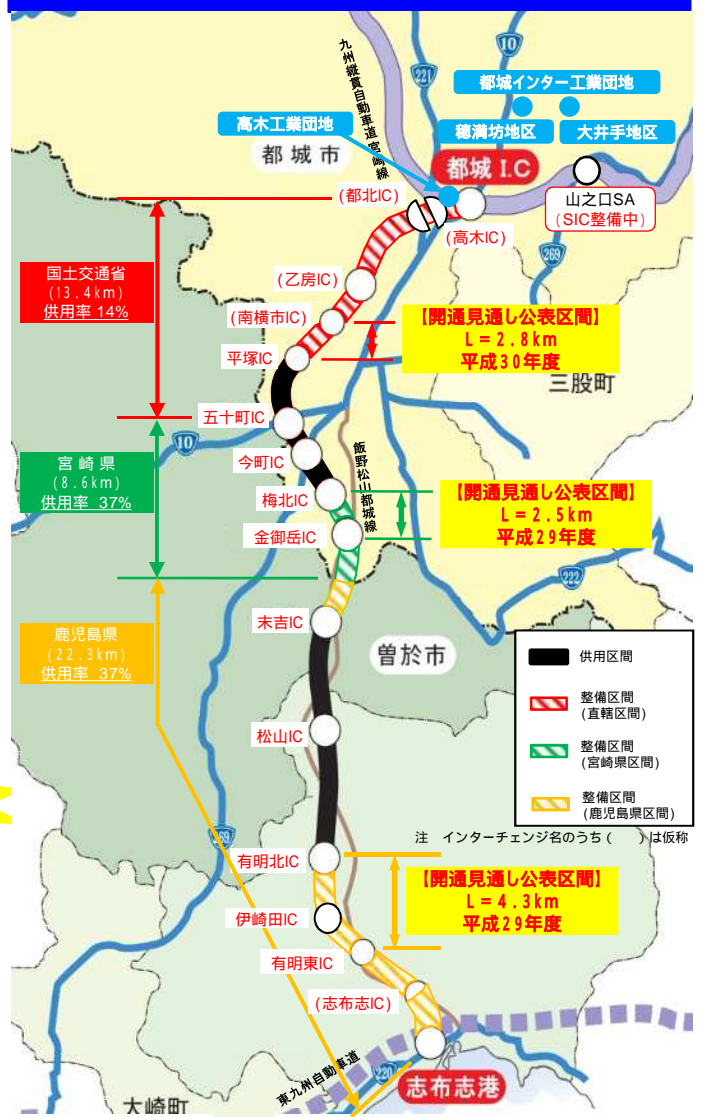 九州縦貫自動車道宮崎線
10
221
都城インター工業団地
穂満坊地区
大井手地区
高木工業団地
都城市
都城 I.C
(都北IC)
(高木IC)
山之口SA
(SIC整備中)
269
国土交通省
(13.4km)
供用率 14%
(乙房IC)
(南横市IC)
平塚IC
【開通見通し公表区間】
L=2.8km
平成30年度
三股町
五十町IC
10
今町IC
宮崎県
(8.6km)
供用率 37%
飯野松山都城線
梅北IC
金御岳IC
【開通見通し公表区間】
L=2.5km
平成29年度
222
鹿児島県
(22.3km)
供用率 37%
末吉IC
曽於市
供用区間
整備区間
(直轄区間)
整備区間
(宮崎県区間)
整備区間
(鹿児島県区間)
松山IC
注 インターチェンジ名のうち( )は仮称
269
有明北IC
伊崎田IC
【開通見通し公表区間】
L=4.3km
平成29年度
有明東IC
(志布志IC)
東九州自動車道
220
志布志港
大崎町